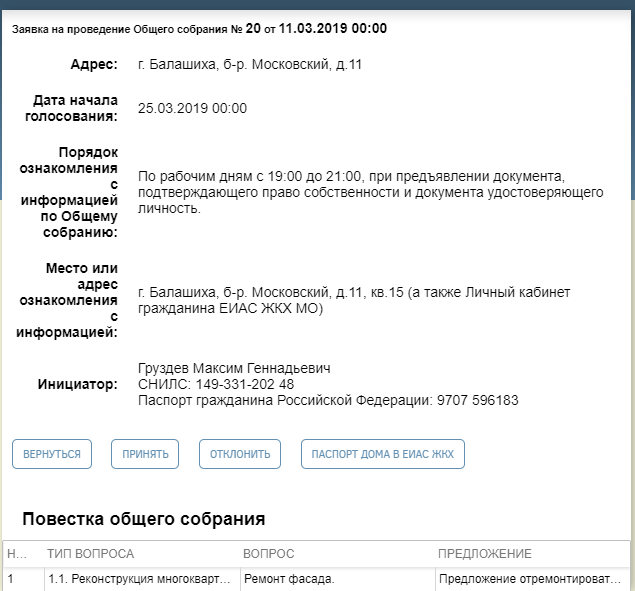 Заявка на проведение Общего собрания № 20 от 11.03.2019 00:00
Адрес: г. Балашиха, б-р. Московский, д.11
Дата начала
голосования:
25.03.2019 00:00
Порядок
ознакомления
с
информацией
по Общему
собранию:
По рабочим дням с 19:00 до 21:00, при предъявлении документа,
подтверждающего право собственности и документа удостоверяющего
личность.
Место или
адрес
ознакомления
с
информацией:
г. Балашиха, б-р. Московский, д.11, кв.15 (а также Личный кабинет
гражданина ЕИАС ЖКХ МО)
Инициатор:
Груздев Максим Геннадьевич
СНИЛС: 149-331-202 48
Паспорт гражданина Российской Федерации: 9707 596183
ВЕРНУТЬСЯ ПРИНЯТЬ ОТКЛОНИТЬ ПАСПОРТ ДОМА В ЕИАС ЖКХ
Повестка общего собрания
Н... ТИП ВОПРОСА ВОПРОС ПРЕДЛОЖЕНИЕ
1 1.1. Реконструкция многокварт... Ремонт фасада. Предложение отремонтироват...